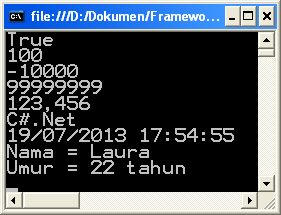 file:///D:/Dokumen/Framewo...
True
100
-10000
99999999
123,456
C#.Net
19/07/2013 17:54:55
Nama = Laura
Umur = 22 tahun